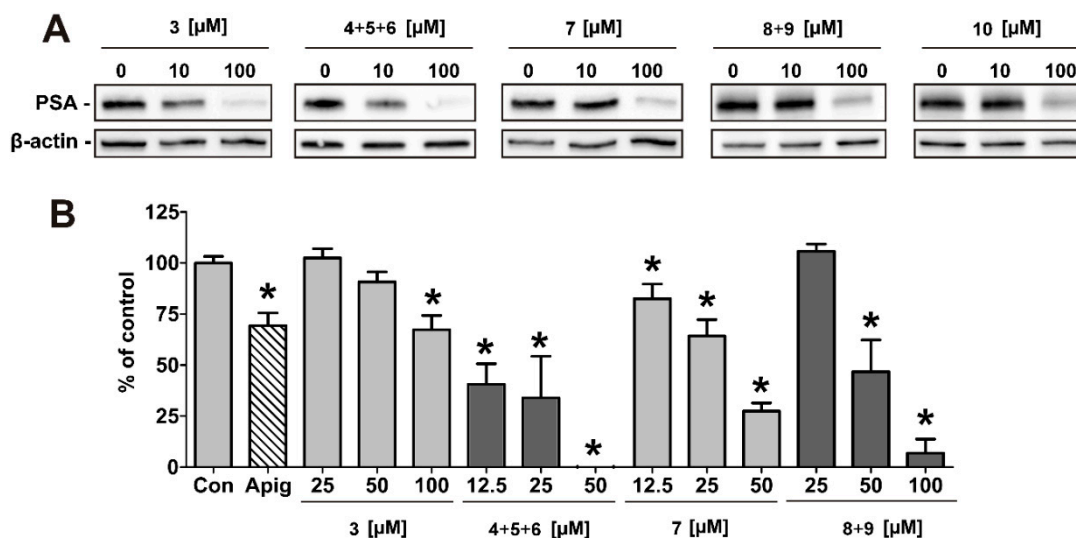 A
3 [µM] 4+5+6 [µM] 7 [µM] 8+9 [µM] 10 [µM]
0 10 100 0 10 100 0 10 100 0 10 100 0 10 100
PSA -
β-actin -
B
% of control
125
100
75
50
25
0
* * * * * * * * * * *
Con Apig 25 50 100 12.5 25 50 12.5 25 50 25 50 100
3 [µM] 4+5+6 [µM] 7 [µM] 8+9 [µM]